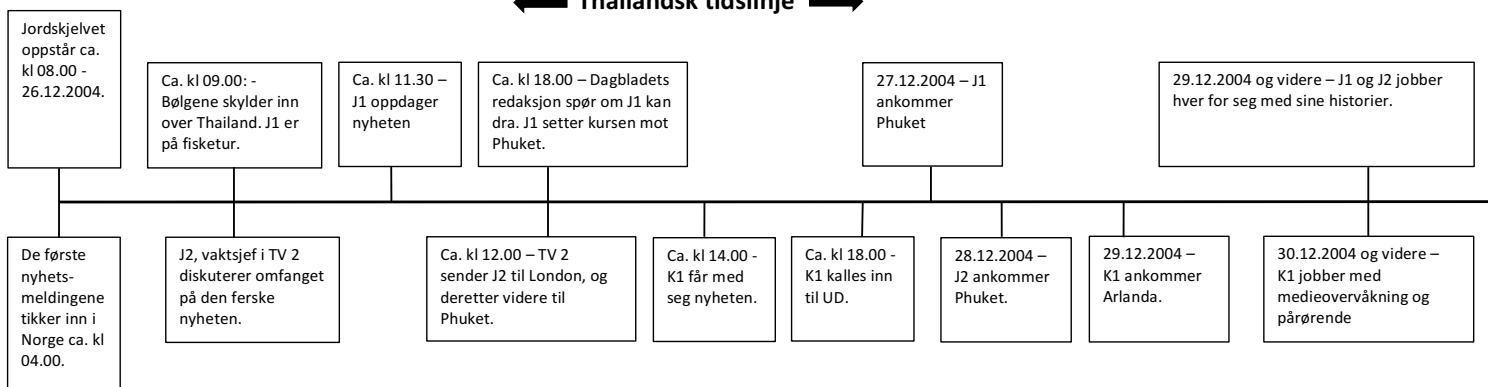 Thailandsk tidslinje
Jordskjelvet
oppstår ca.
kl 08.00 -
26.12.2004.
Ca. kl 09.00: -
Bølgene skylder inn
over Thailand. J1 er
på fisketur.
Ca. kl 11.30 –
J1 oppdager
nyheten
Ca. kl 18.00 – Dagbladets
redaksjon spør om J1 kan
dra. J1 setter kursen mot
Phuket.
27.12.2004 – J1
ankommer
Phuket
29.12.2004 og videre – J1 og J2 jobber
hver for seg med sine historier.
De første
nyhets-
meldingene
tikker inn i
Norge ca. kl
04.00.
J2, vaktsjef i TV 2
diskuterer omfanget
på den ferske
nyheten.
Ca. kl 12.00 – TV 2
sender J2 til London, og
deretter videre til
Phuket.
Ca. kl 14.00 -
K1 får med
seg nyheten.
Ca. kl 18.00 -
K1 kalles inn
til UD.
28.12.2004 –
J2 ankommer
Phuket.
29.12.2004 –
K1 ankommer
Arlanda.
30.12.2004 og videre –
K1 jobber med
medieovervåkning og
pårørende